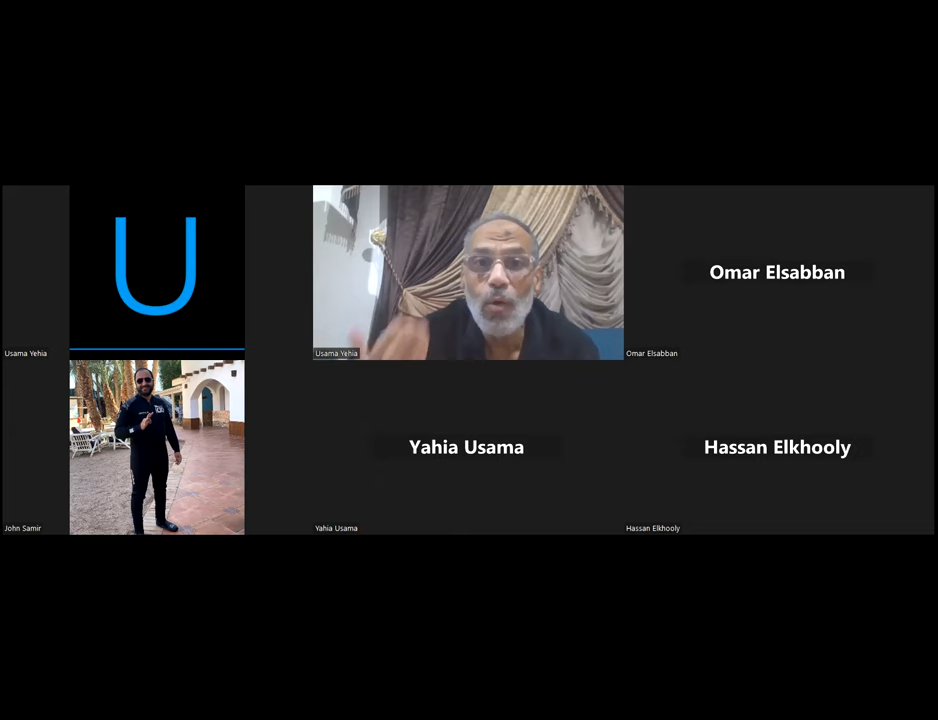 U
Usama Yehia
Usama Yehia
Omar Elsabban
Omar Elsabban
John Samir
Yahia Usama
Yahia Usama
Hassan Elkhooly
Hassan Elkhooly